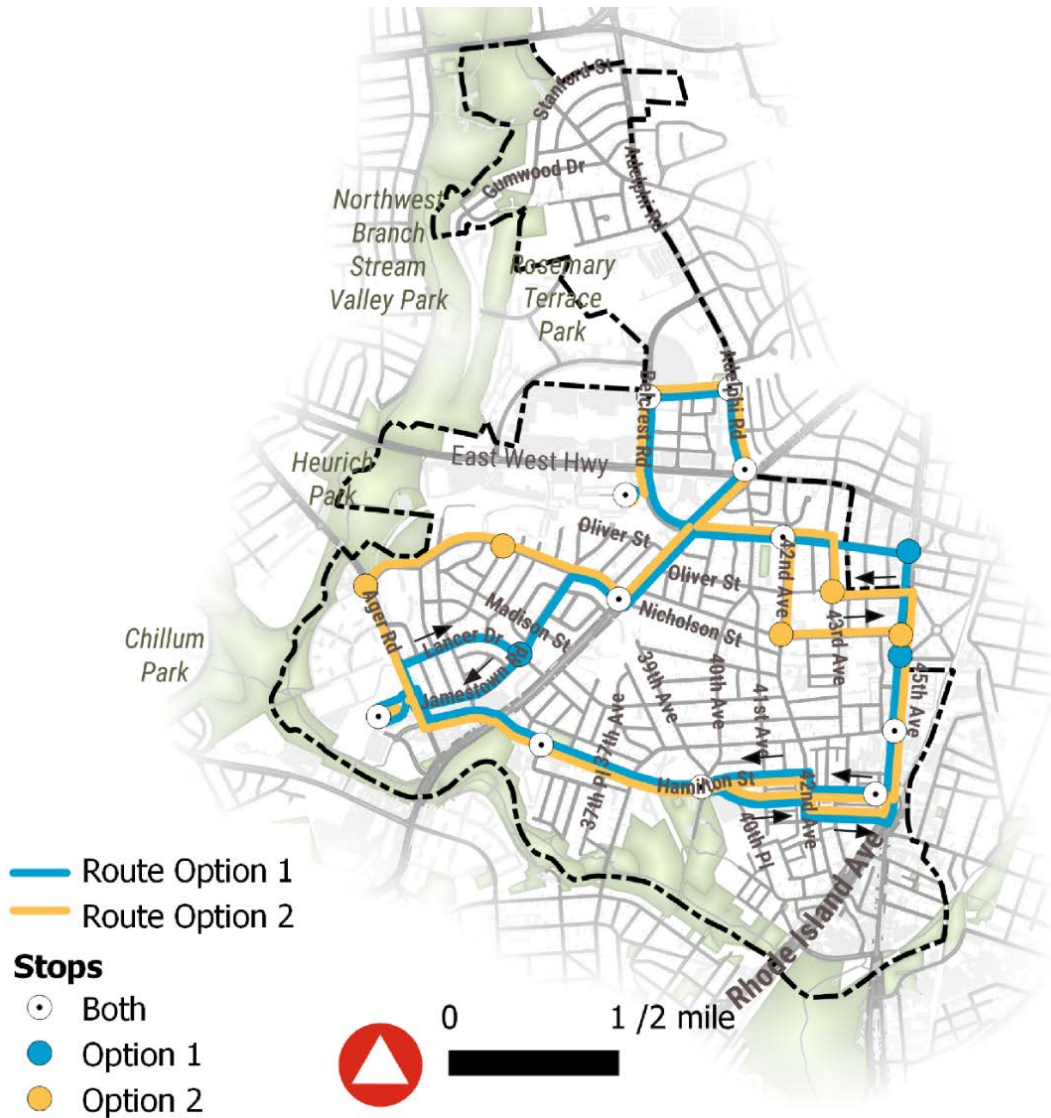 Stanford St
Gumwood Dr
Adelphi Rd
Northwest
Branch
Stream
Valley Park
Rosemary
Terrace
Park
Belcrest Rd
Adelphi Rd
East West Hwy
Heurich
Park
Oliver St
Oliver St
42nd Ave
Ager Rd
Madison St
Nicholson St
43rd Ave
Chillum
Park
Lancer Dr
Jamestown Rd
39th Ave
40th Ave
41st Ave
45th Ave
37th Ave
37th Pl
Hamilton St
42nd Ave
40th Pl
Rhode Island Ave
Route Option 1
Route Option 2
Stops
Both
Option 1
Option 2
0 1 /2 mile